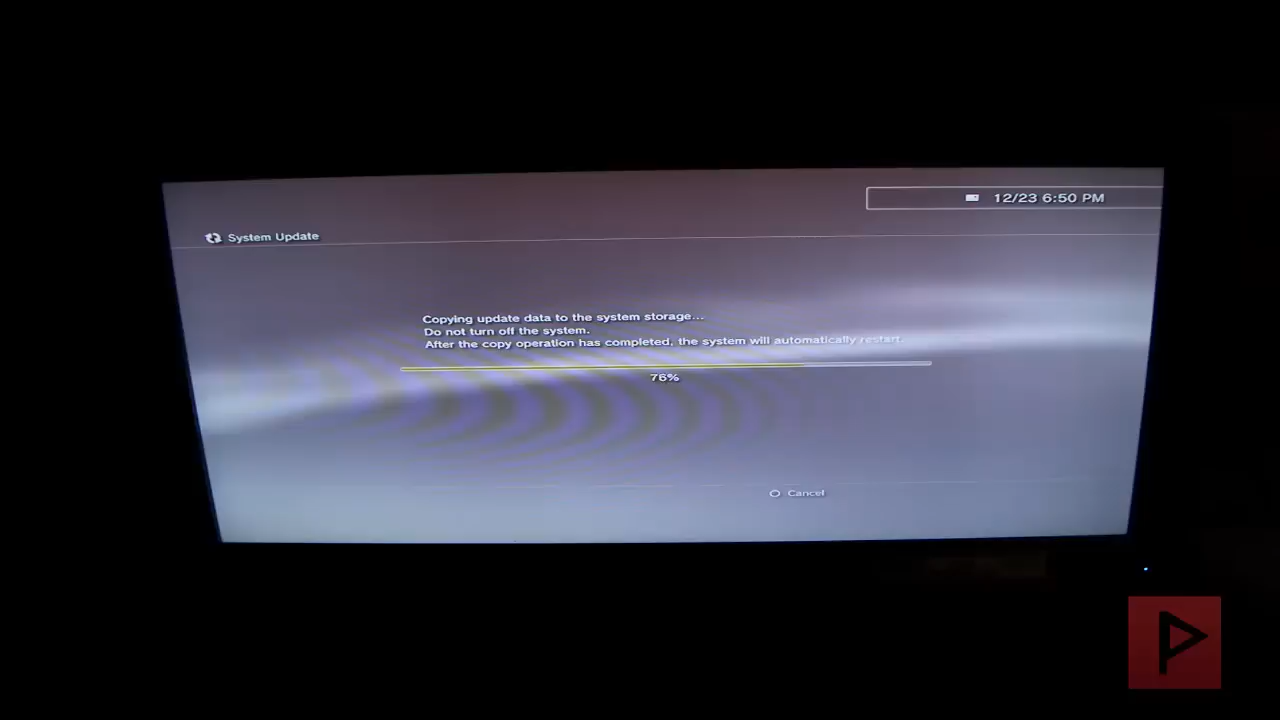 12/23 6:50 PM
System Update
Copying update data to the system storage...
Do not turn off the system.
After the copy operation has completed, the system will automatically restart.
76%
Cancel